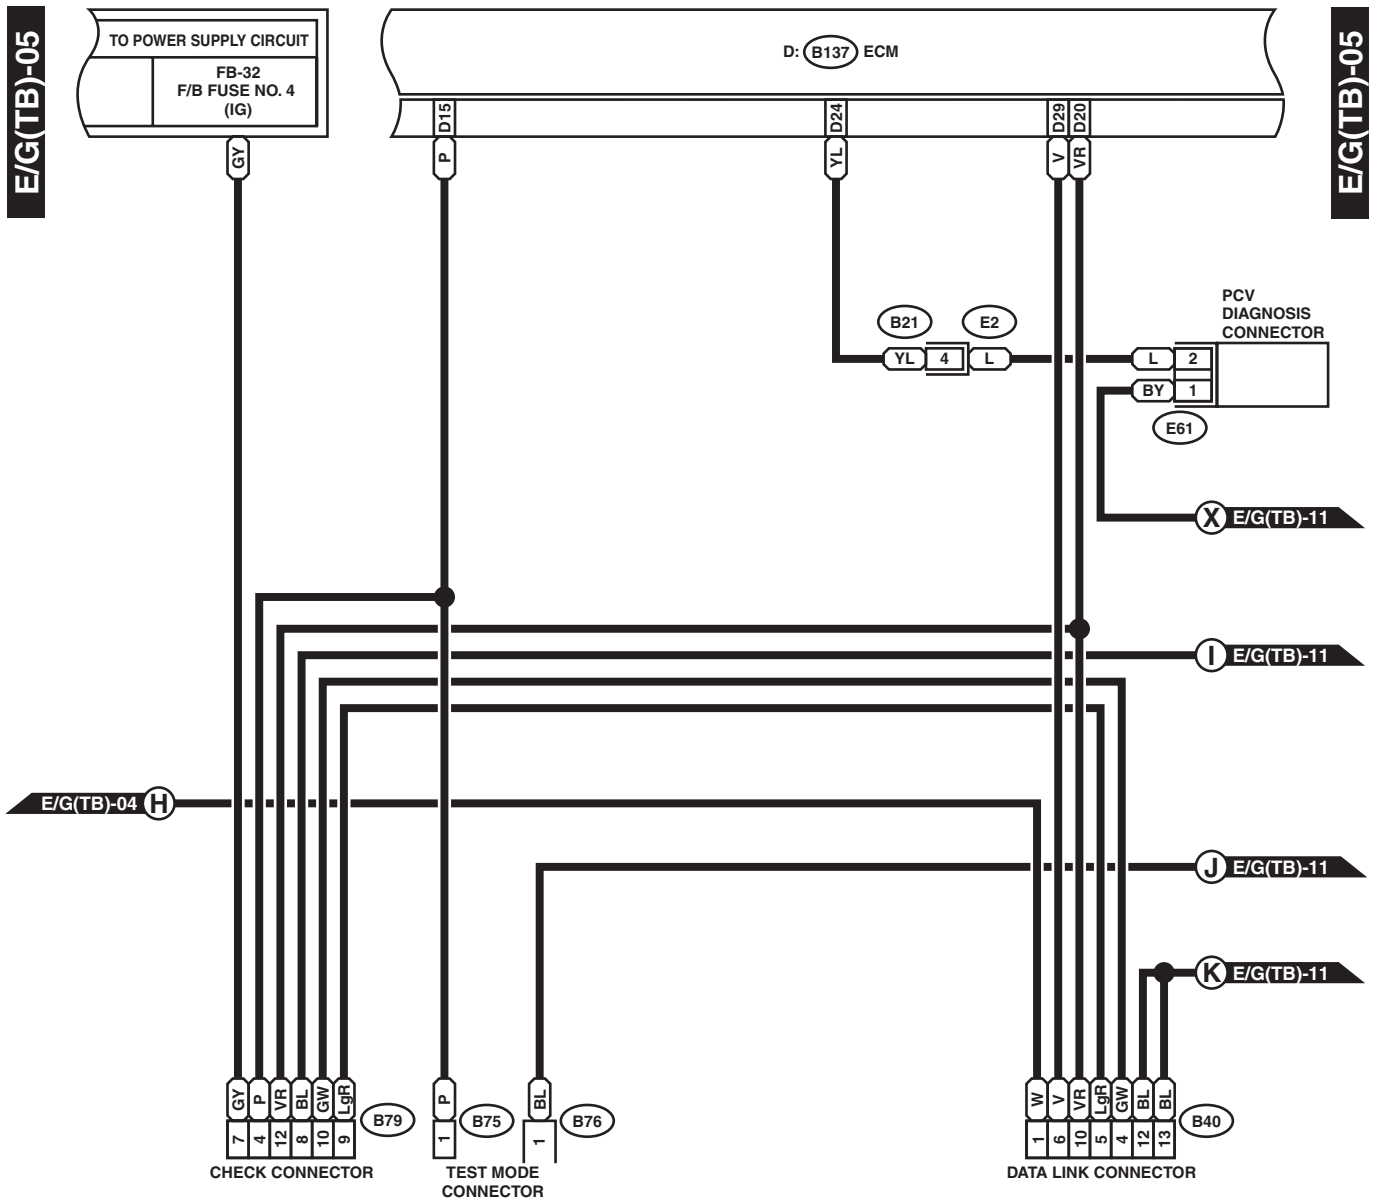 E/G(TB)-05
E/G(TB)-05
TO POWER SUPPLY CIRCUIT
FB-32
F/B FUSE NO. 4
(IG)
D: B137 ECM
D15
D24
D29
D20
GY
P
YL
V
VR
PCV
DIAGNOSIS
CONNECTOR
B21
E2
YL 4 L
L 2
BY 1
E61
X E/G(TB)-11
I E/G(TB)-11
E/G(TB)-04 H
J E/G(TB)-11
K E/G(TB)-11
GY P VR BL GW LgR
7 4 12 8 10 9
B79
CHECK CONNECTOR
P
1
B75
BL
1
B76
TEST MODE
CONNECTOR
W V VR LgR GW BL BL
1 6 10 5 4 12 13
B40
DATA LINK CONNECTOR